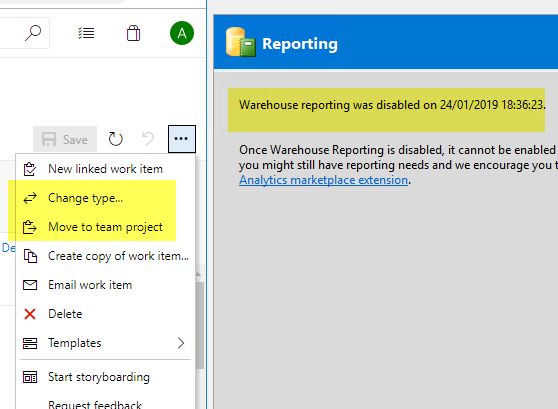 A
Save
New linked work item
Change type...
Move to team project
De
Create copy of work item...
Email work item
Delete
Templates
Start storyboarding
Request feedback
Reporting
Warehouse reporting was disabled on 24/01/2019 18:36:23.
Once Warehouse Reporting is disabled, it cannot be enabled
you might still have reporting needs and we encourage you t
Analytics marketplace extension.